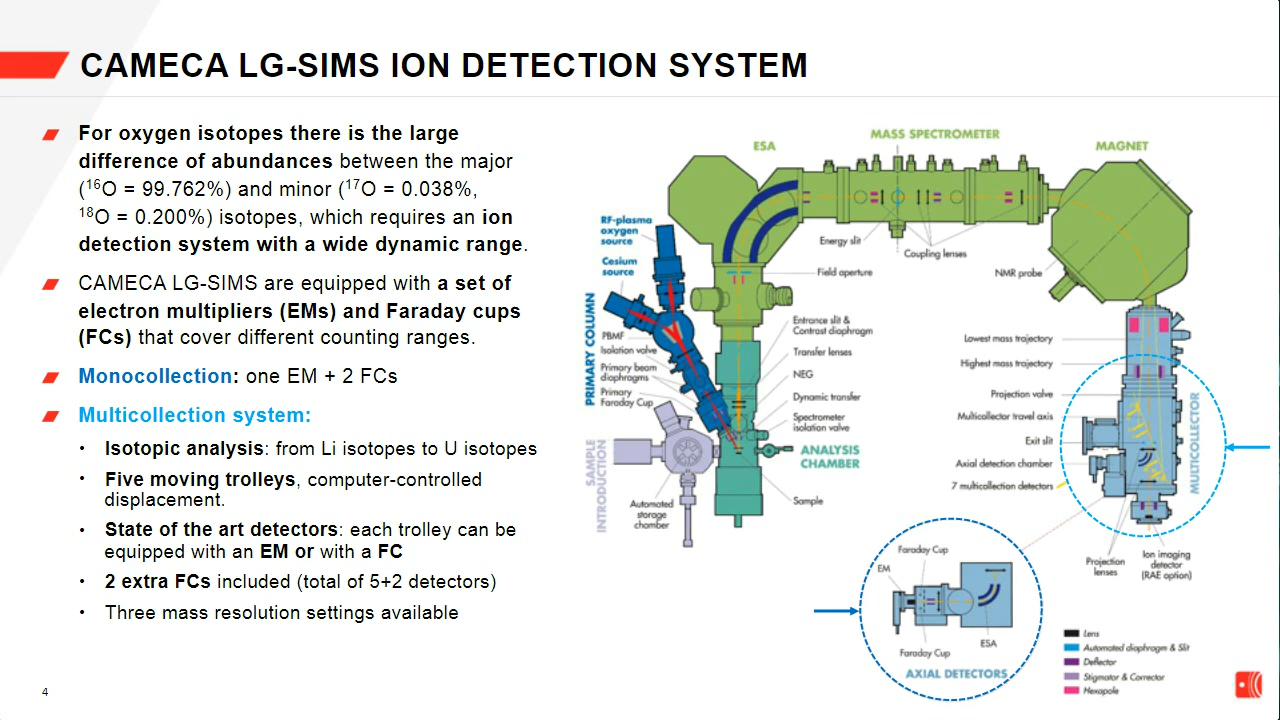 CAMECA LG-SIMS ION DETECTION SYSTEM
For oxygen isotopes there is the large
difference of abundances between the major
(¹⁶O = 99.762%) and minor (¹⁷O = 0.038%,
¹⁸O = 0.200%) isotopes, which requires an ion
detection system with a wide dynamic range.
CAMECA LG-SIMS are equipped with a set of
electron multipliers (EMs) and Faraday cups
(FCs) that cover different counting ranges.
Monocollection: one EM + 2 FCs
Multicollection system:
• Isotopic analysis: from Li isotopes to U isotopes
• Five moving trolleys, computer-controlled
displacement.
• State of the art detectors: each trolley can be
equipped with an EM or with a FC
• 2 extra FCs included (total of 5+2 detectors)
• Three mass resolution settings available
4
MASS SPECTROMETER
ESA
MAGNET
RF-plasma
oxygen
source
Cesium
source
Energy slit
Coupling lenses
Field aperture
NMR probe
PRIMARY COLUMN
PBMF
Isolation valve
Primary beam
diaphragms
Primary
Faraday Cup
Entrance slit &
Contrast diaphragm
Transfer lenses
NEG
Dynamic transfer
Spectrometer
isolation valve
ANALYSIS
CHAMBER
Sample
SAMPLE
INTRODUCTION
Automated
storage
chamber
Lowest mass trajectory
Highest mass trajectory
Projection valve
Multicollector travel axis
Exit slit
Axial detection chamber
7 multicollection detectors
MULTICOLLECTOR
Projection
lenses
Ion imaging
detector
(RAE option)
Faraday Cup
EM
Faraday Cup
ESA
AXIAL DETECTORS
Lens
Automated diaphragm & Slit
Deflector
Stigmator & Corrector
Hexapole